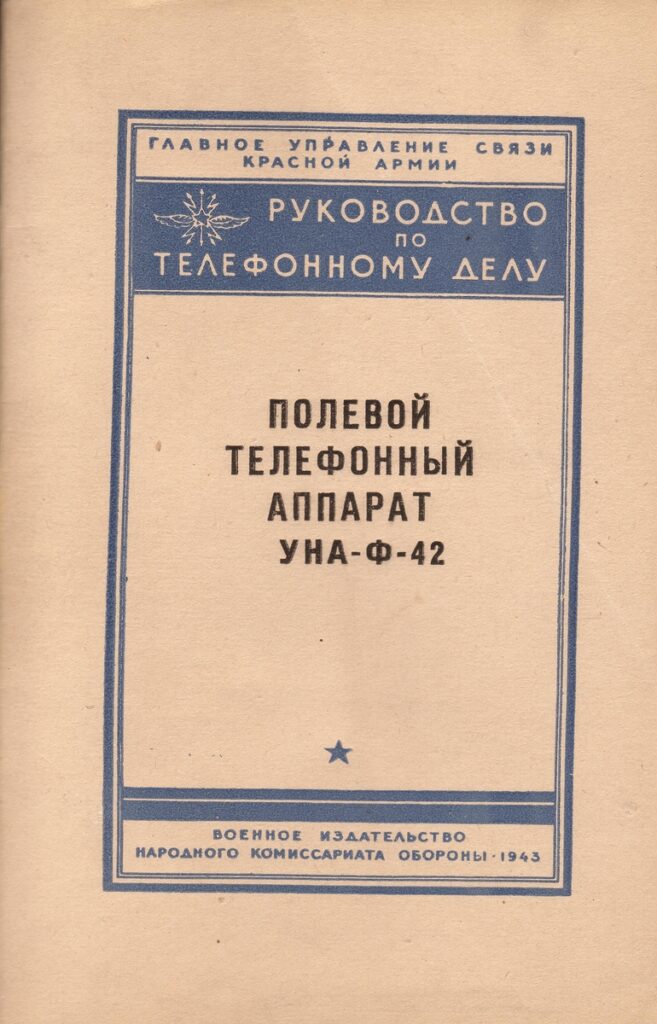 ГЛАВНОЕ УПРАВЛЕНИЕ СВЯЗИ
КРАСНОЙ АРМИИ
РУКОВОДСТВО
ПО
ТЕЛЕФОННОМУ ДЕЛУ
ПОЛЕВОЙ
ТЕЛЕФОННЫЙ
АППАРАТ
УНА-Ф-42
ВОЕННОЕ ИЗДАТЕЛЬСТВО
НАРОДНОГО КОМИССАРИАТА ОБОРОНЫ · 1943